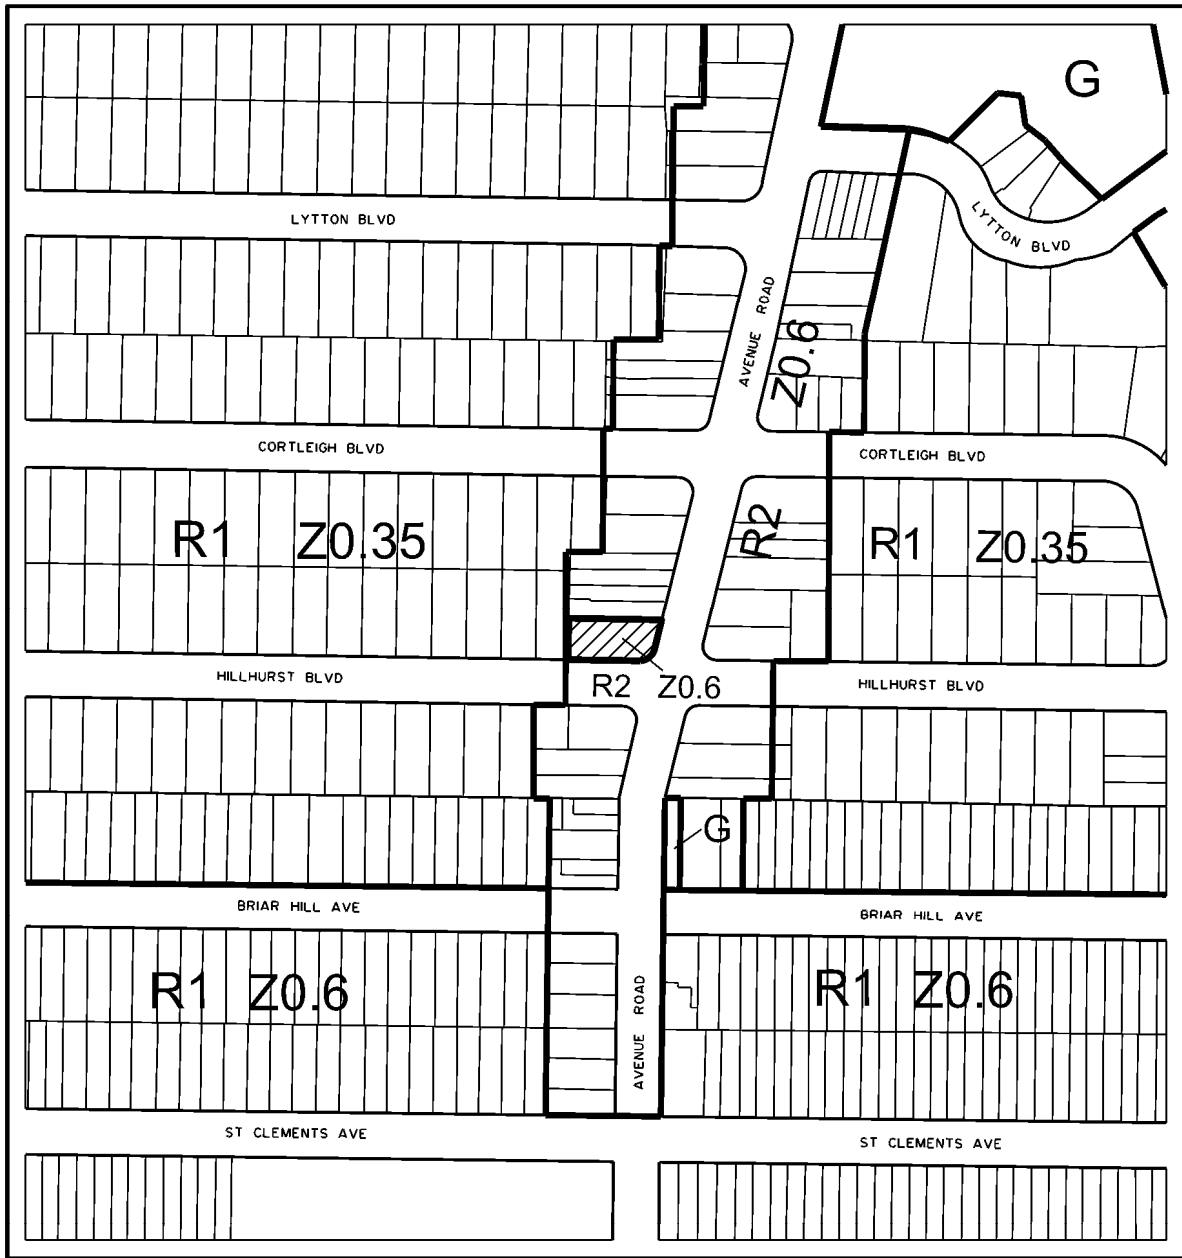 G
LYTTON BLVD
LYTTON BLVD
AVENUE ROAD
Z0.6
CORTLEIGH BLVD
CORTLEIGH BLVD
R1 Z0.35
R2
R1 Z0.35
HILLHURST BLVD
R2 Z0.6
HILLHURST BLVD
G
BRIAR HILL AVE
BRIAR HILL AVE
R1 Z0.6
AVENUE ROAD
R1 Z0.6
ST CLEMENTS AVE
ST CLEMENTS AVE